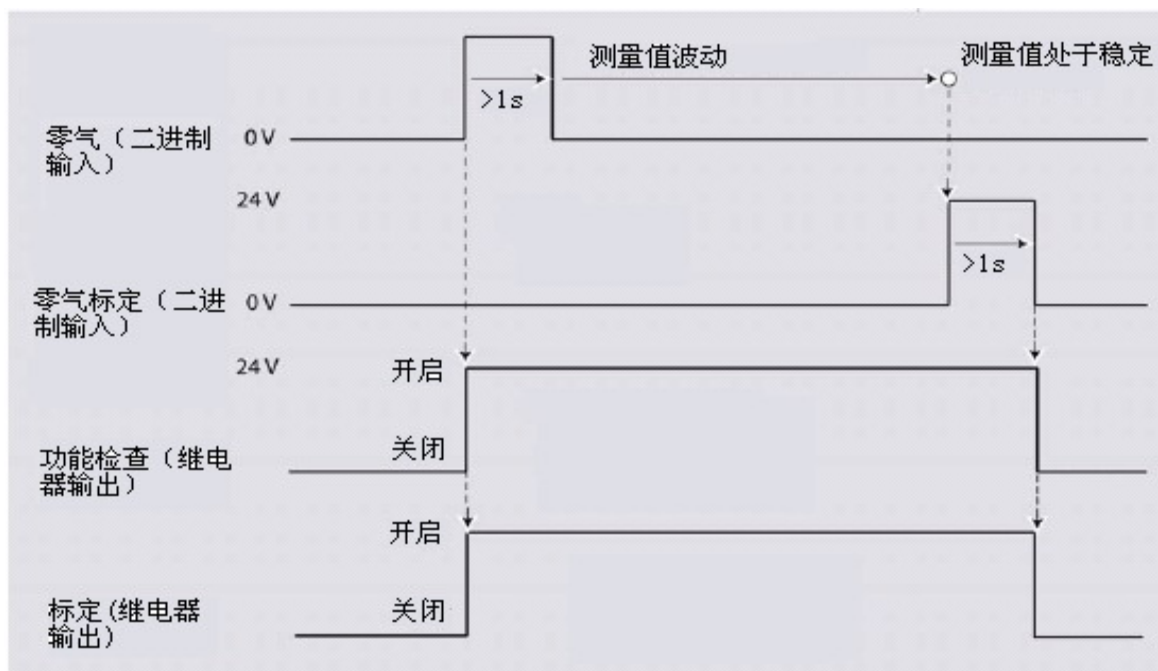 测量值波动
测量值处于稳定
>1s
零气（二进制
输入）
0V
24V
>1s
零气标定（二进
制输入）
0V
24V
开启
功能检查（继电
器输出）
关闭
开启
标定(继电器
输出)
关闭